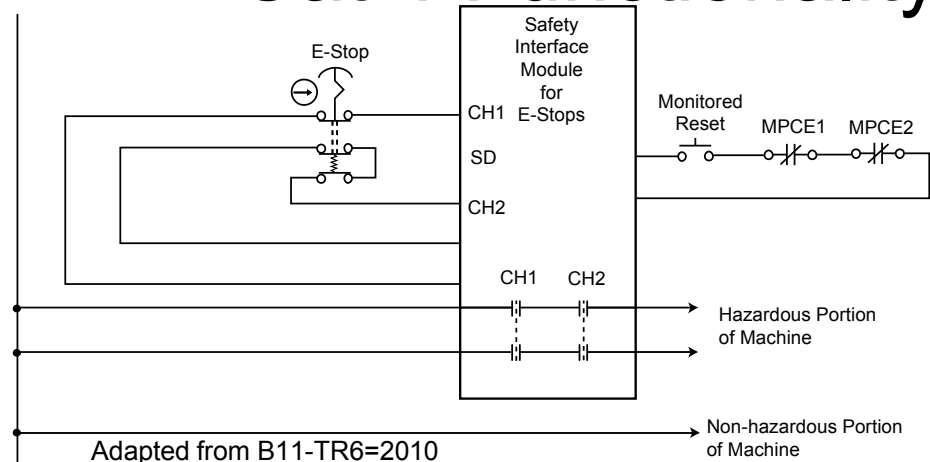 E-Stop
Safety
Interface
Module
for
E-Stops
CH1
SD
CH2
Monitored
Reset
MPCE1
MPCE2
CH1
CH2
Hazardous Portion
of Machine
Non-hazardous Portion
of Machine
Adapted from B11-TR6=2010